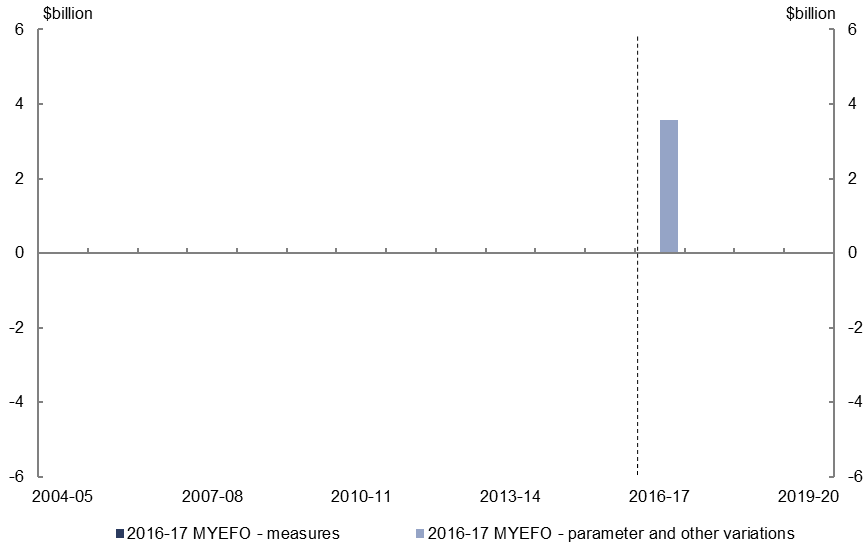 $billion $billion
6 6
4 4
2 2
0 0
-2 -2
-4 -4
-6 -6
2004-05 2007-08 2010-11 2013-14 2016-17 2019-20
2016-17 MYEFO - measures 2016-17 MYEFO - parameter and other variations